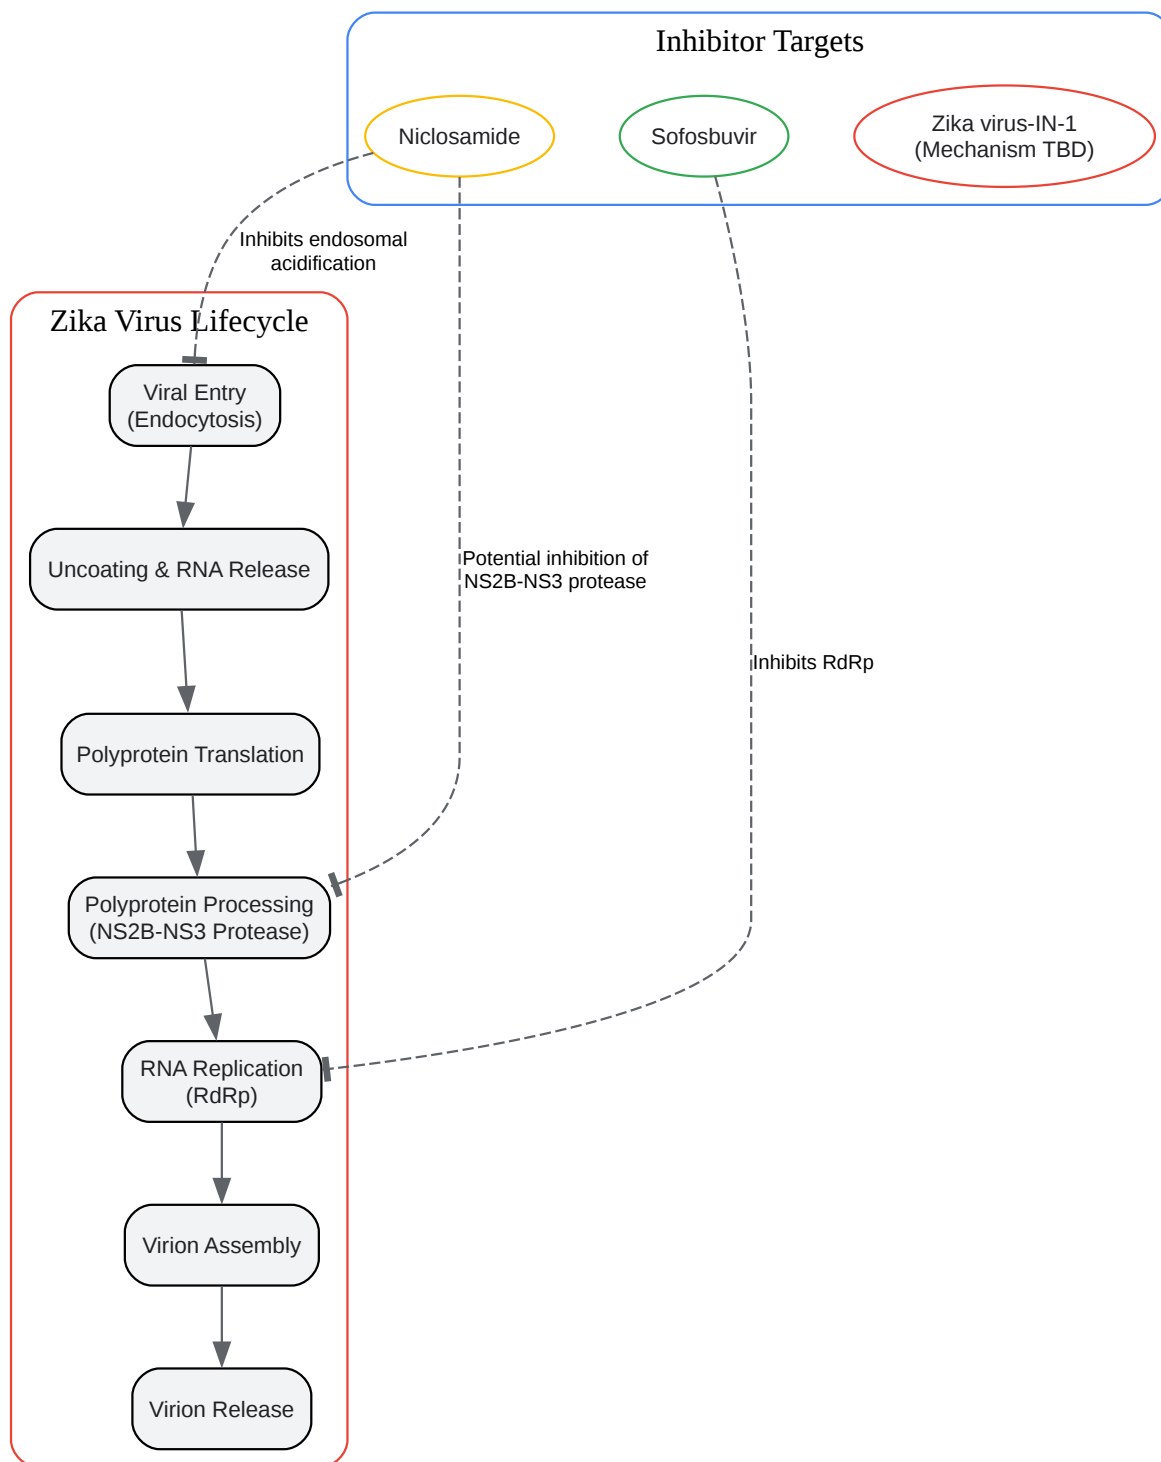 Inhibitor Targets
Niclosamide
Sofosbuvir
Zika virus-IN-1
(Mechanism TBD)
Inhibits endosomal
acidification
Zika Virus Lifecycle
Viral Entry
(Endocytosis)
Uncoating & RNA Release
Potential inhibition of
NS2B-NS3 protease
Inhibits RdRp
Polyprotein Translation
Polyprotein Processing
(NS2B-NS3 Protease)
RNA Replication
(RdRp)
Virion Assembly
Virion Release